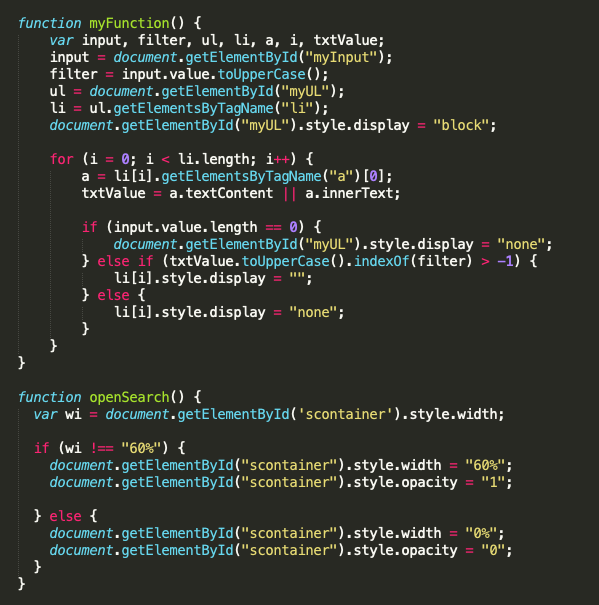 function myFunction() {
    var input, filter, ul, li, a, i, txtValue;
    input = document.getElementById("myInput");
    filter = input.value.toUpperCase();
    ul = document.getElementById("myUL");
    li = ul.getElementsByTagName("li");
    document.getElementById("myUL").style.display = "block";

    for (i = 0; i < li.length; i++) {
        a = li[i].getElementsByTagName("a")[0];
        txtValue = a.textContent || a.innerText;

        if (input.value.length == 0) {
            document.getElementById("myUL").style.display = "none";
        } else if (txtValue.toUpperCase().indexOf(filter) > -1) {
            li[i].style.display = "";
        } else {
            li[i].style.display = "none";
        }
    }
}

function openSearch() {
  var wi = document.getElementById('scontainer').style.width;

  if (wi !== "60%") {
    document.getElementById("scontainer").style.width = "60%";
    document.getElementById("scontainer").style.opacity = "1";

  } else {
    document.getElementById("scontainer").style.width = "0%";
    document.getElementById("scontainer").style.opacity = "0";
  }
}